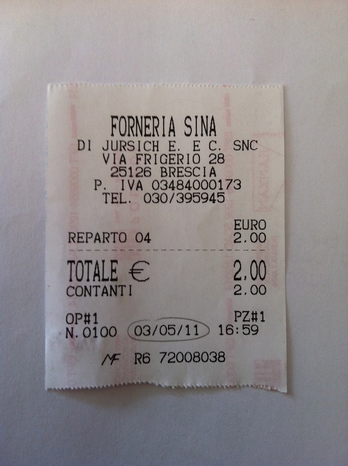 FORNERIA SINA
DI JURSICH E. E C. SNC
VIA FRIGERIO 28
25126 BRESCIA
P. IVA 03484000173
TEL. 030/395945
EURO
REPARTO 04 2.00
TOTALE € 2.00
CONTANTI 2.00
OP#1 PZ#1
N.0100 03/05/11 16:59
MF R6 72008038